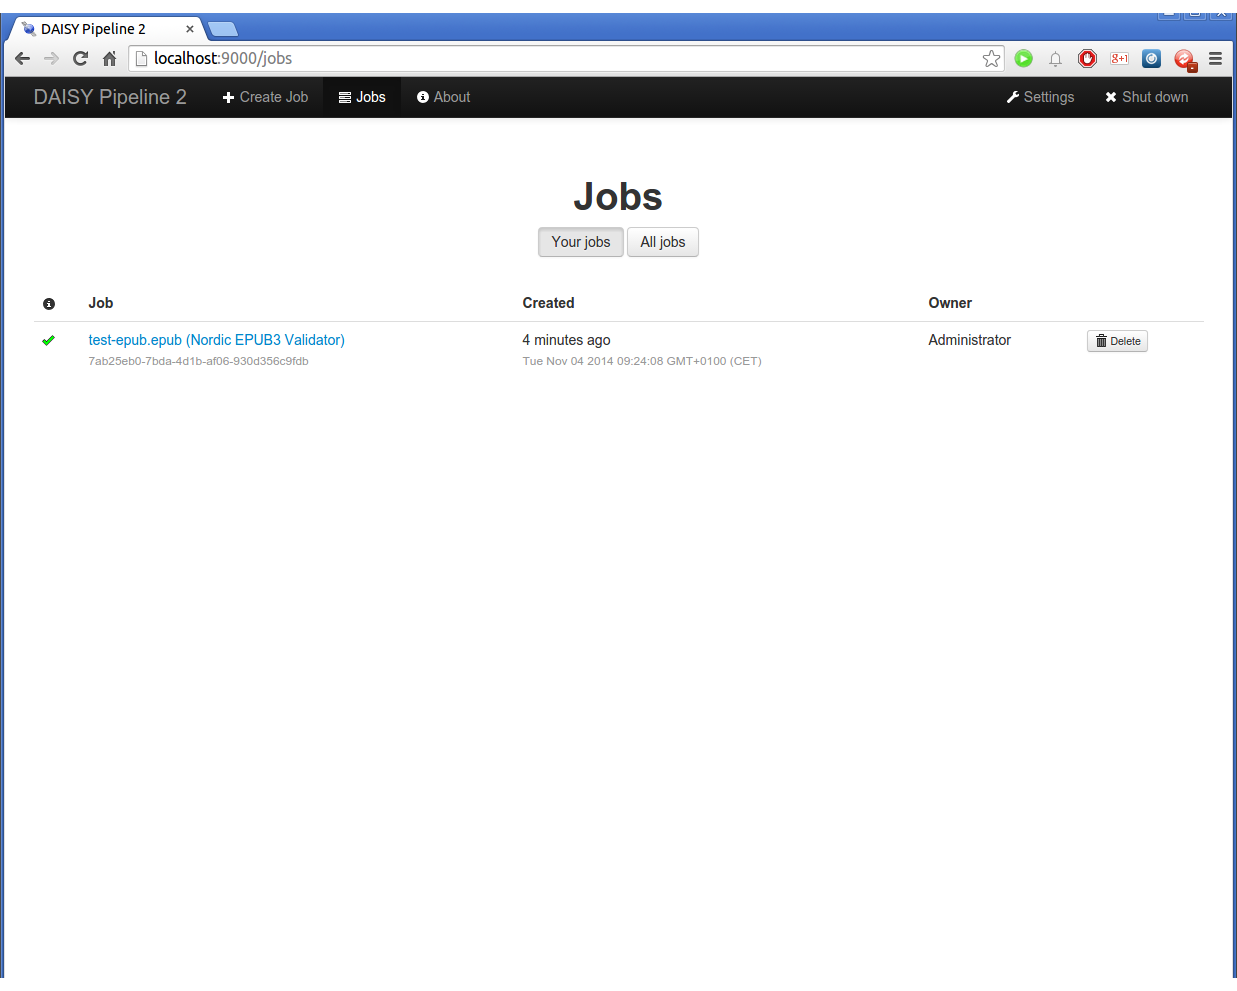 DAISY Pipeline 2 ×
localhost:9000/jobs
8+1
DAISY Pipeline 2 Create Job Jobs About Settings Shut down
Jobs
Your jobs All jobs
Job Created Owner
test-epub.epub (Nordic EPUB3 Validator) 4 minutes ago Administrator Delete
7ab25eb0-7bda-4d1b-af06-930d356c9fdb Tue Nov 04 2014 09:24:08 GMT+0100 (CET)